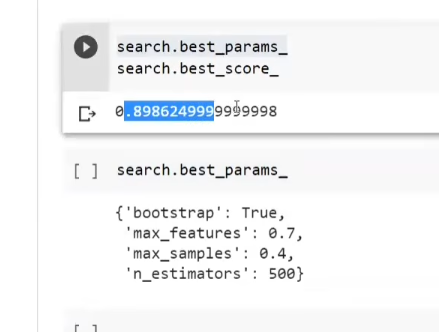 search.best_params_
search.best_score_
0.8986249999999998
[ ] search.best_params_
{'bootstrap': True,
'max_features': 0.7,
'max_samples': 0.4,
'n_estimators': 500}
[ ]